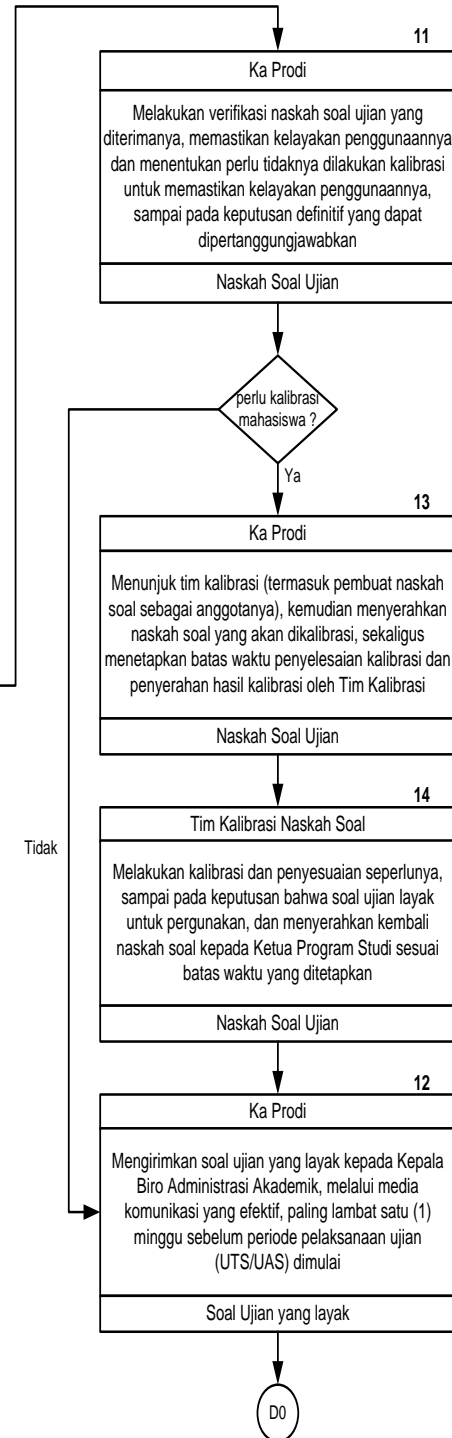 11
Ka Prodi
Melakukan verifikasi naskah soal ujian yang
diterimanya, memastikan kelayakan penggunaannya
dan menentukan perlu tidaknya dilakukan kalibrasi
untuk memastikan kelayakan penggunaannya,
sampai pada keputusan definitif yang dapat
dipertanggungjawabkan
Naskah Soal Ujian
perlu kalibrasi
mahasiswa ?
Ya
13
Ka Prodi
Menunjuk tim kalibrasi (termasuk pembuat naskah
soal sebagai anggotanya), kemudian menyerahkan
naskah soal yang akan dikalibrasi, sekaligus
menetapkan batas waktu penyelesaian kalibrasi dan
penyerahan hasil kalibrasi oleh Tim Kalibrasi
Naskah Soal Ujian
14
Tim Kalibrasi Naskah Soal
Tidak
Melakukan kalibrasi dan penyesuaian seperlunya,
sampai pada keputusan bahwa soal ujian layak
untuk pergunakan, dan menyerahkan kembali
naskah soal kepada Ketua Program Studi sesuai
batas waktu yang ditetapkan
Naskah Soal Ujian
12
Ka Prodi
Mengirimkan soal ujian yang layak kepada Kepala
Biro Administrasi Akademik, melalui media
komunikasi yang efektif, paling lambat satu (1)
minggu sebelum periode pelaksanaan ujian
(UTS/UAS) dimulai
Soal Ujian yang layak
D0